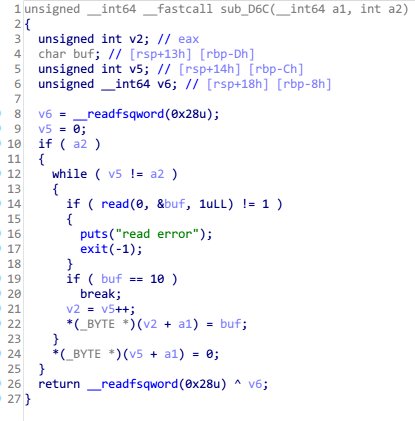 1 unsigned __int64 __fastcall sub_D6C(__int64 a1, int a2)
2 {
3   unsigned int v2; // eax
4   char buf; // [rsp+13h] [rbp-Dh]
5   unsigned int v5; // [rsp+14h] [rbp-Ch]
6   unsigned __int64 v6; // [rsp+18h] [rbp-8h]
7
8   v6 = __readfsqword(0x28u);
9   v5 = 0;
10   if ( a2 )
11   {
12     while ( v5 != a2 )
13     {
14       if ( read(0, &buf, 1uLL) != 1 )
15       {
16         puts("read error");
17         exit(-1);
18       }
19       if ( buf == 10 )
20         break;
21       v2 = v5++;
22       *(_BYTE *)(v2 + a1) = buf;
23     }
24     *(_BYTE *)(v5 + a1) = 0;
25   }
26   return __readfsqword(0x28u) ^ v6;
27 }